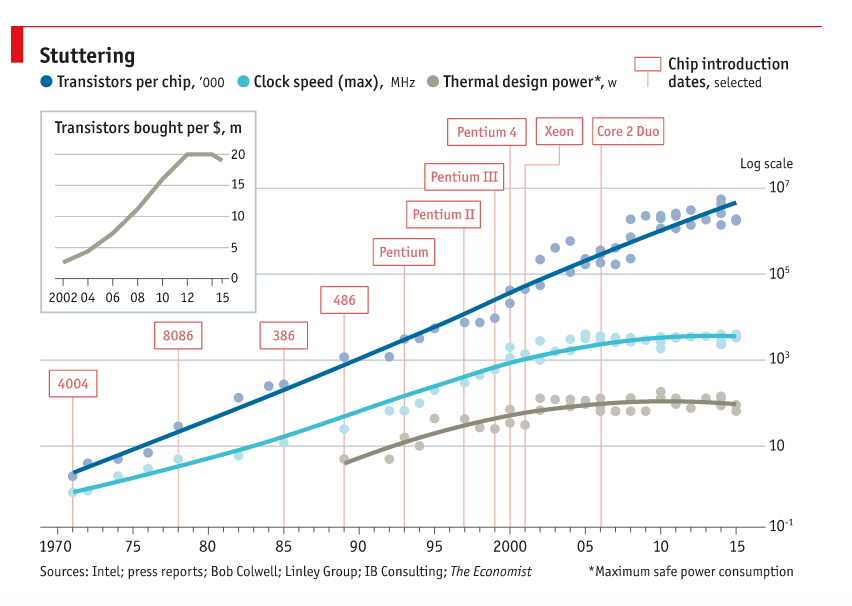 Stuttering
Transistors per chip, ’000
Clock speed (max), MHz
Thermal design power*, w
Chip introduction
dates, selected
Transistors bought per $, m
20
15
10
5
0
2002 04 06 08 10 12 15
Pentium 4
Xeon
Core 2 Duo
Pentium III
Pentium II
Pentium
486
8086
386
4004
Log scale
10⁷
10⁵
10³
10
10⁻¹
1970 75 80 85 90 95 2000 05 10 15
Sources: Intel; press reports; Bob Colwell; Linley Group; IB Consulting; The Economist
*Maximum safe power consumption